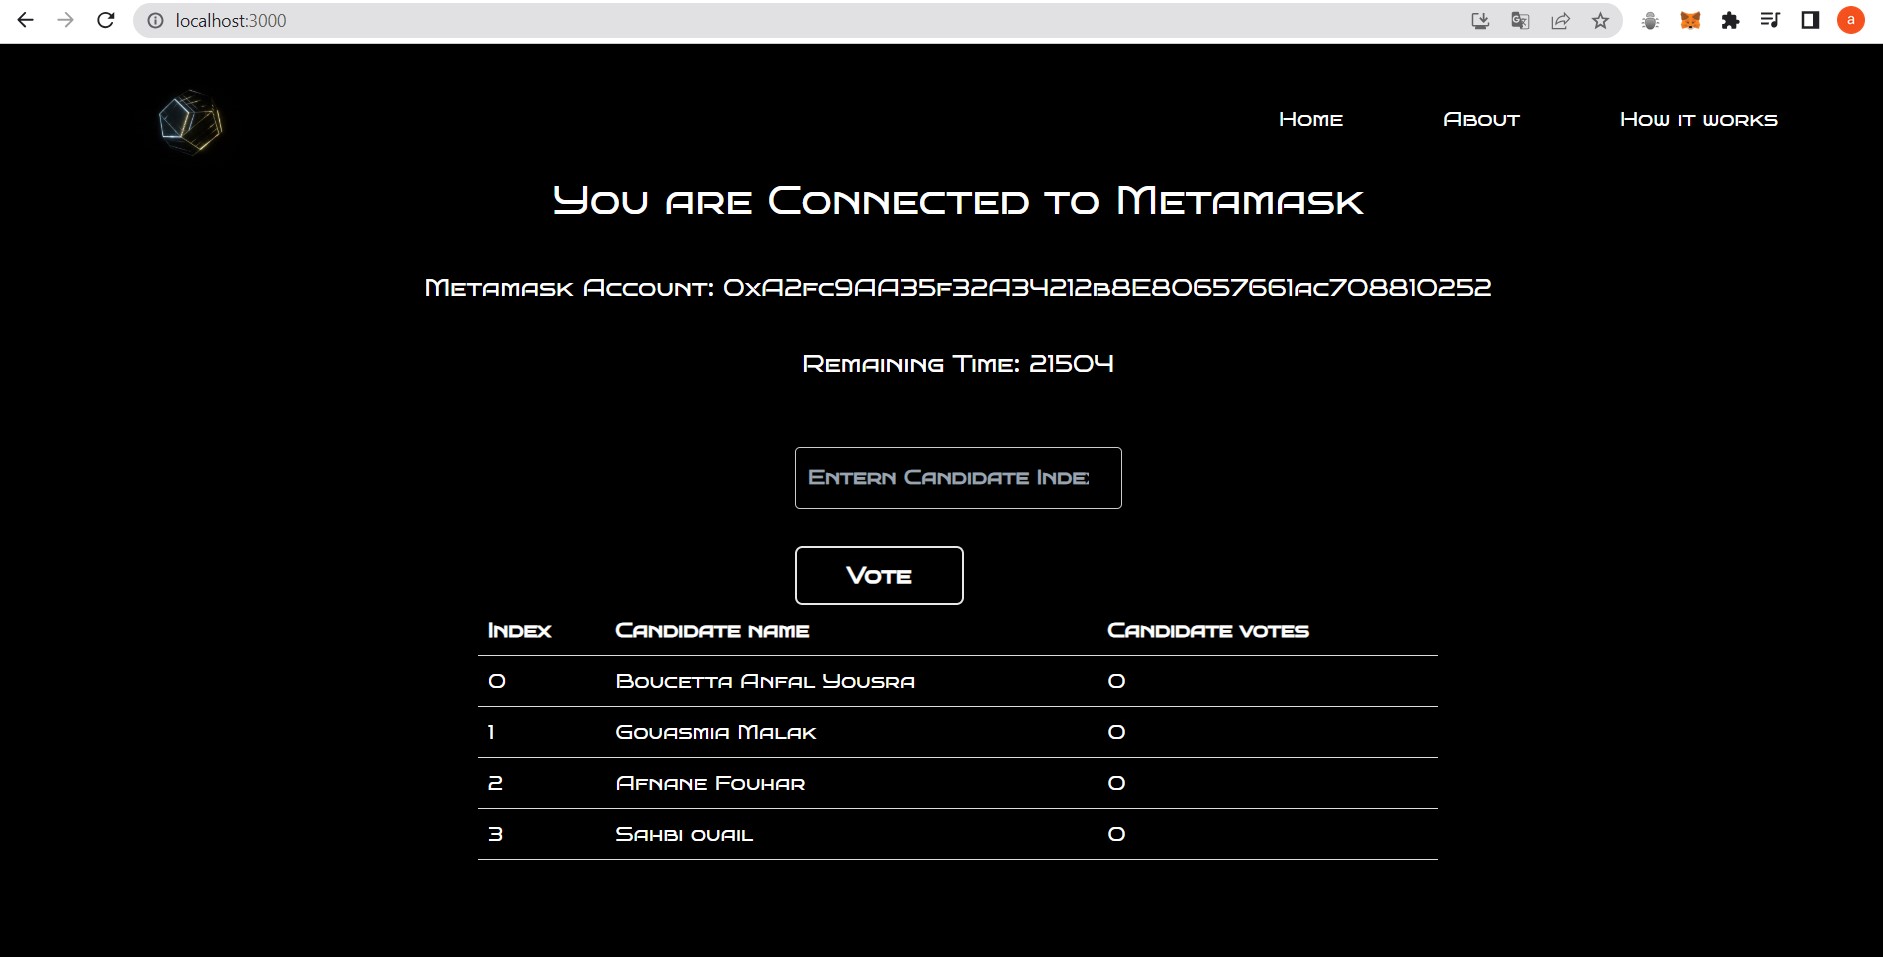 localhost:3000
a
Home About How it works
You are Connected to Metamask
Metamask Account: 0xA2fc9AA35f32A34212b8E80657661ac708810252
Remaining Time: 21504
Entern Candidate Inde
Vote
Index Candidate name Candidate votes
0 Boucetta Anfal Yousra 0
1 Gouasmia Malak 0
2 Afnane Fouhar 0
3 Sahbi ouail 0